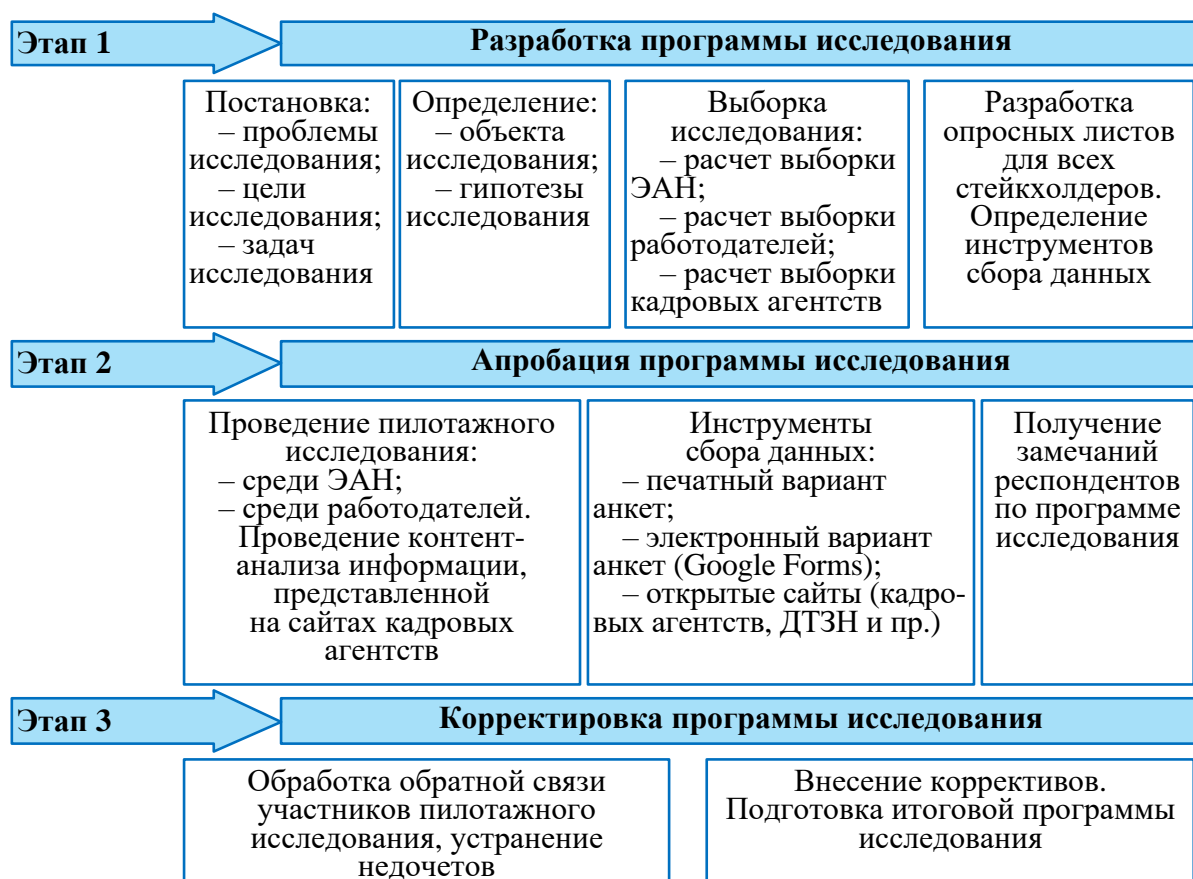 Этап 1
Разработка программы исследования
Постановка:
– проблемы
исследования;
– цели
исследования;
– задач
исследования
Определение:
– объекта
исследования;
– гипотезы
исследования
Выборка
исследования:
– расчет выборки
ЭАН;
– расчет выборки
работодателей;
– расчет выборки
кадровых агентств
Разработка
опросных листов
для всех
стейкхолдеров.
Определение
инструментов
сбора данных
Этап 2
Апробация программы исследования
Проведение пилотажного
исследования:
– среди ЭАН;
– среди работодателей.
Проведение контент-
анализа информации,
представленной
на сайтах кадровых
агентств
Инструменты
сбора данных:
– печатный вариант
анкет;
– электронный вариант
анкет (Google Forms);
– открытые сайты (кадро-
вых агентств, ДТЗН и пр.)
Получение
замечаний
респондентов
по программе
исследования
Этап 3
Корректировка программы исследования
Обработка обратной связи
участников пилотажного
исследования, устранение
недочетов
Внесение коррективов.
Подготовка итоговой программы
исследования